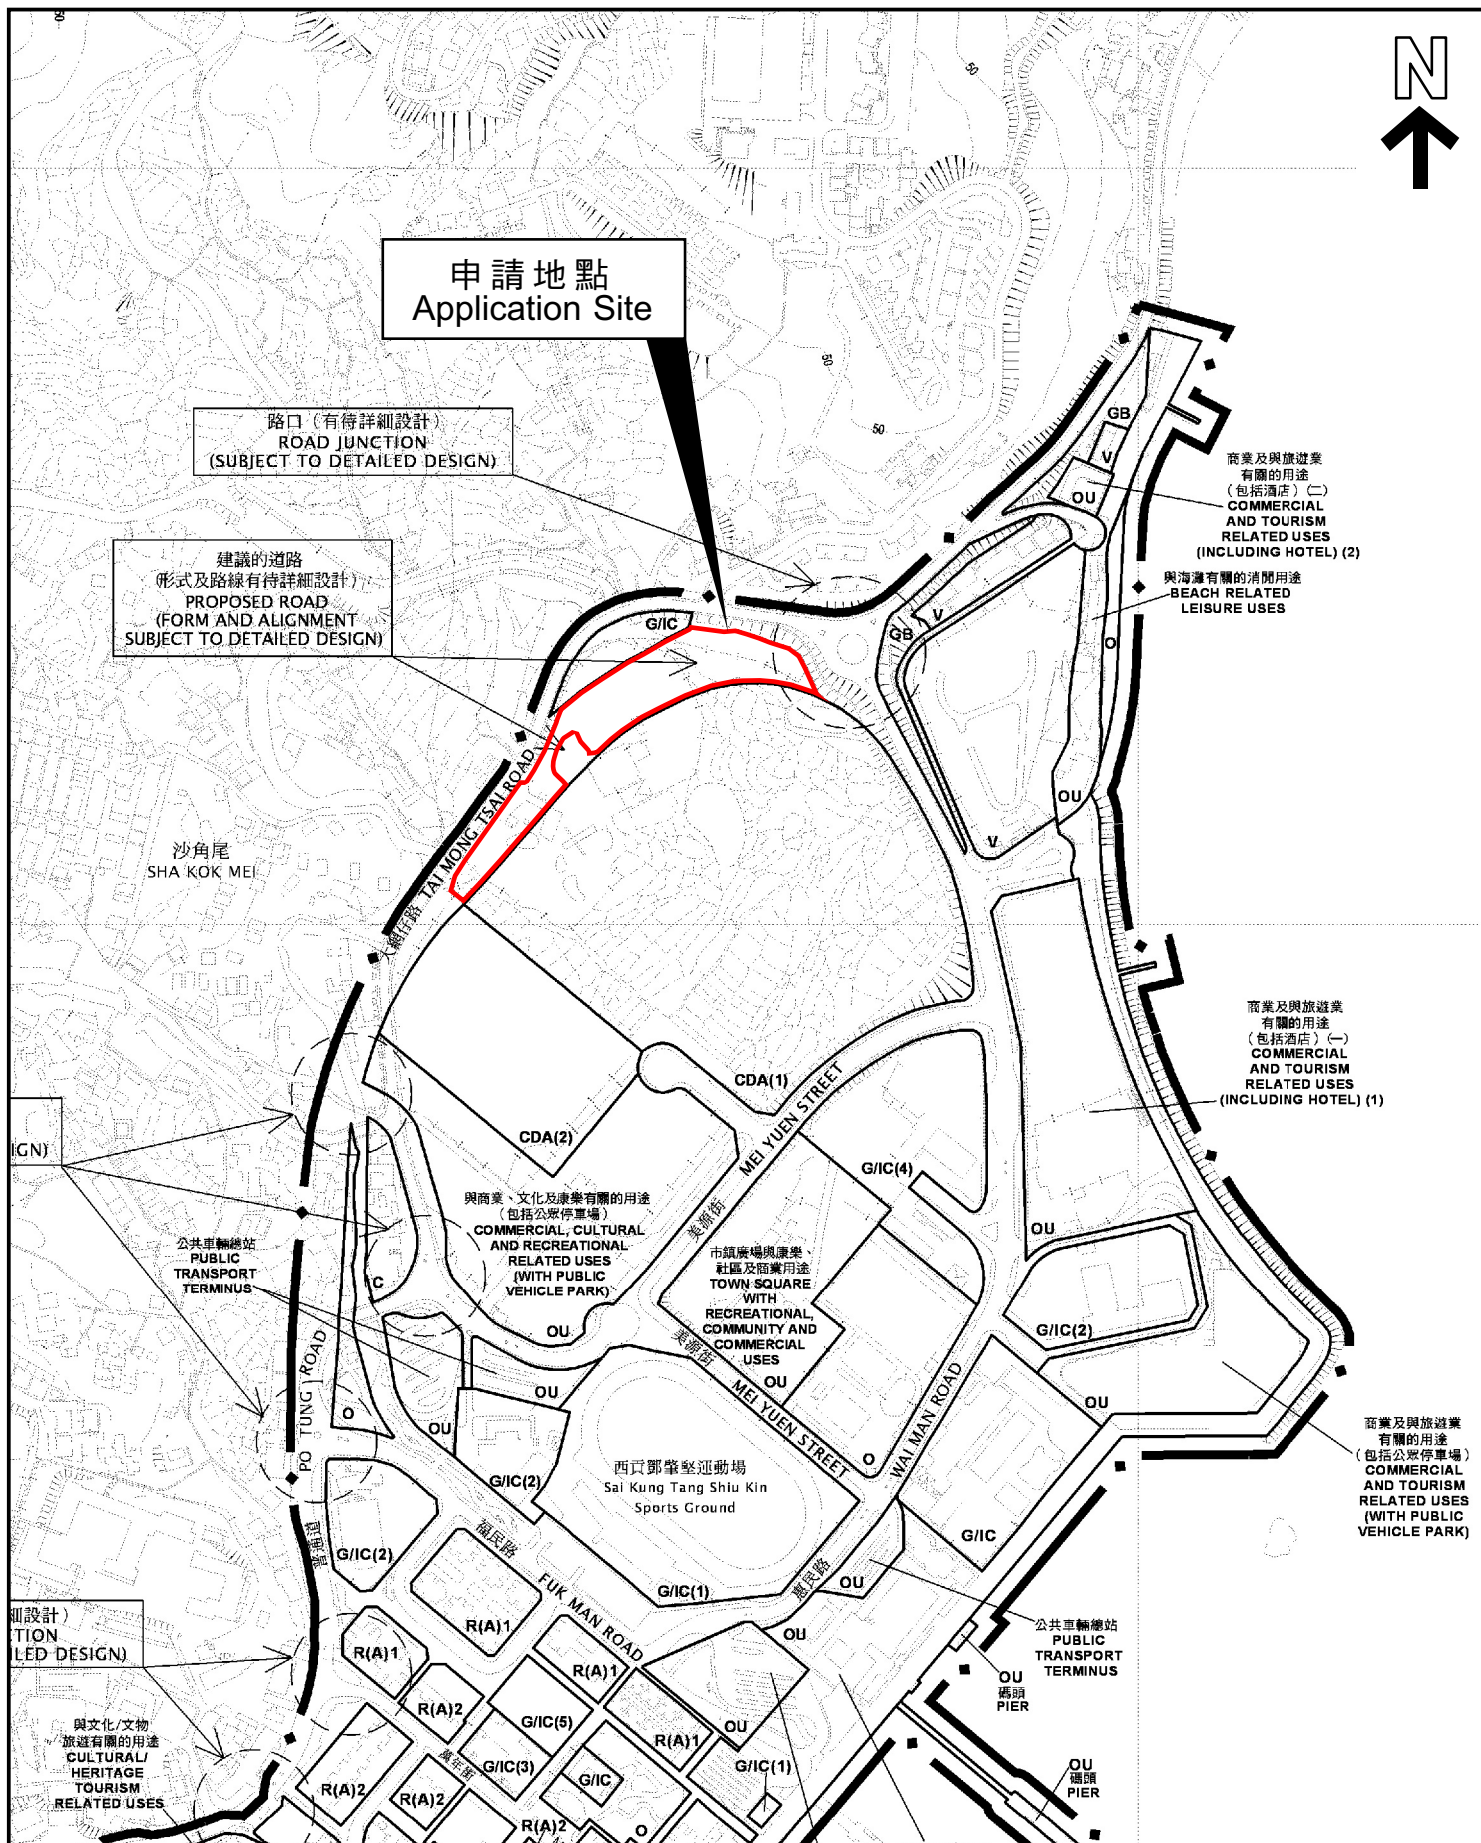 50
50
N
申請地點
Application Site
50
50
路口（有待詳細設計）
ROAD JUNCTION
(SUBJECT TO DETAILED DESIGN)
GB
V
OU
商業及與旅遊業
有關的用途
（包括酒店）（二）
COMMERCIAL
AND TOURISM
RELATED USES
(INCLUDING HOTEL) (2)
建議的道路
（形式及路線有待詳細設計）
PROPOSED ROAD
(FORM AND ALIGNMENT
SUBJECT TO DETAILED DESIGN)
與海灘有關的消閒用途
BEACH RELATED
LEISURE USES
G/IC
GB
V
O
OU
V
沙角尾
SHA KOK MEI
大網仔路 TAI MONG TSAI ROAD
商業及與旅遊業
有關的用途
（包括酒店）（一）
COMMERCIAL
AND TOURISM
RELATED USES
(INCLUDING HOTEL) (1)
CDA(1)
CDA(2)
美源街 MEI YUEN STREET
IGN)
G/IC(4)
與商業、文化及康樂有關的用途
（包括公眾停車場）
COMMERCIAL, CULTURAL
AND RECREATIONAL
RELATED USES
(WITH PUBLIC
VEHICLE PARK)
OU
公共車輛總站
PUBLIC
TRANSPORT
TERMINUS
C
市鎮廣場與康樂、
社區及商業用途
TOWN SQUARE
WITH
RECREATIONAL,
COMMUNITY AND
COMMERCIAL
USES
OU
OU
G/IC(2)
美源街 MEI YUEN STREET
OU
OU
O
OU
O
WAI MAN ROAD
惠民路
PO TUNG ROAD
普通道
G/IC(2)
西貢鄧肇堅運動場
Sai Kung Tang Shiu Kin
Sports Ground
G/IC(1)
商業及與旅遊業
有關的用途
（包括公眾停車場）
COMMERCIAL
AND TOURISM
RELATED USES
(WITH PUBLIC
VEHICLE PARK)
G/IC
G/IC(2)
福民路 FUK MAN ROAD
OU
公共車輛總站
PUBLIC
TRANSPORT
TERMINUS
細設計）
TION
ILED DESIGN)
R(A)1
R(A)1
R(A)1
OU
OU
碼頭
PIER
R(A)2
G/IC(5)
R(A)1
OU
與文化/文物
旅遊有關的用途
CULTURAL/
HERITAGE
TOURISM
RELATED USES
萬年街
G/IC(3)
G/IC
G/IC(1)
OU
碼頭
PIER
R(A)2
R(A)2
R(A)2
O